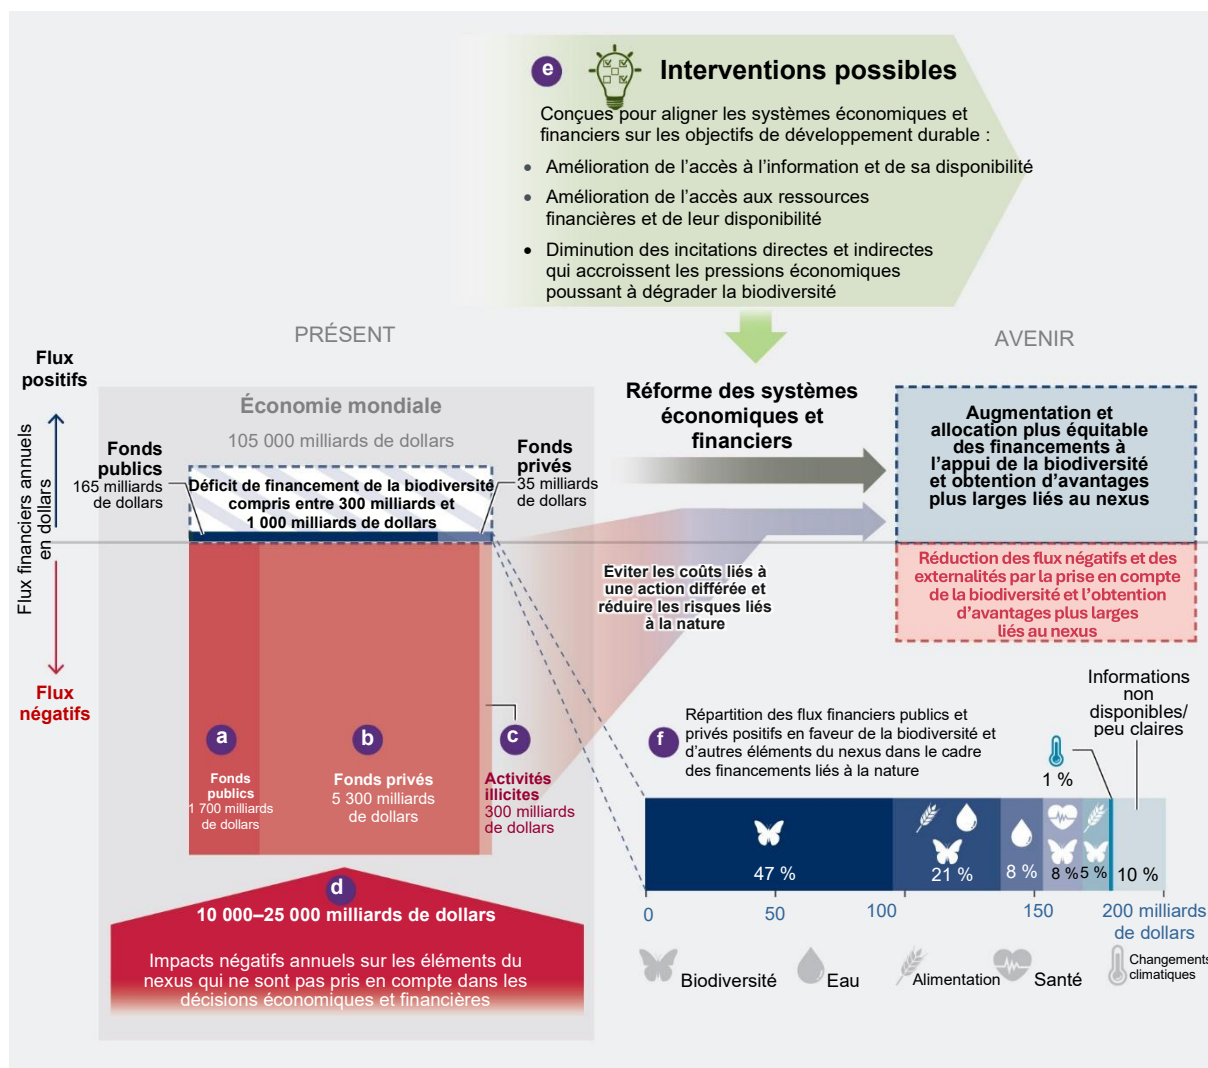 e
Interventions possibles
Conçues pour aligner les systèmes économiques et
financiers sur les objectifs de développement durable :
• Amélioration de l’accès à l’information et de sa disponibilité
• Amélioration de l’accès aux ressources
financières et de leur disponibilité
• Diminution des incitations directes et indirectes
qui accroissent les pressions économiques
poussant à dégrader la biodiversité
PRÉSENT
AVENIR
Flux
positifs
Flux financiers annuels
en dollars
Flux
négatifs
Économie mondiale
105 000 milliards de dollars
Fonds
publics
165 milliards
de dollars
Déficit de financement de la biodiversité
compris entre 300 milliards et
1 000 milliards de dollars
Fonds
privés
35 milliards
de dollars
Réforme des systèmes
économiques et
financiers
Augmentation et
allocation plus équitable
des financements à
l’appui de la biodiversité
et obtention d’avantages
plus larges liés au nexus
Éviter les coûts liés à
une action différée et
réduire les risques liés
à la nature
Réduction des flux négatifs et des
externalités par la prise en compte
de la biodiversité et l’obtention
d’avantages plus larges
liés au nexus
a
Fonds
publics
1 700 milliards
de dollars
b
Fonds privés
5 300 milliards
de dollars
c
Activités
illicites
300 milliards
de dollars
d
10 000–25 000 milliards de dollars
Impacts négatifs annuels sur les éléments du
nexus qui ne sont pas pris en compte dans les
décisions économiques et financières
f
Répartition des flux financiers publics et
privés positifs en faveur de la biodiversité et
d’autres éléments du nexus dans le cadre
des financements liés à la nature
Informations
non
disponibles/
peu claires
1 %
47 %
21 %
8 %
8 %
5 %
10 %
0
50
100
150
200 milliards
de dollars
Biodiversité
Eau
Alimentation
Santé
Changements
climatiques